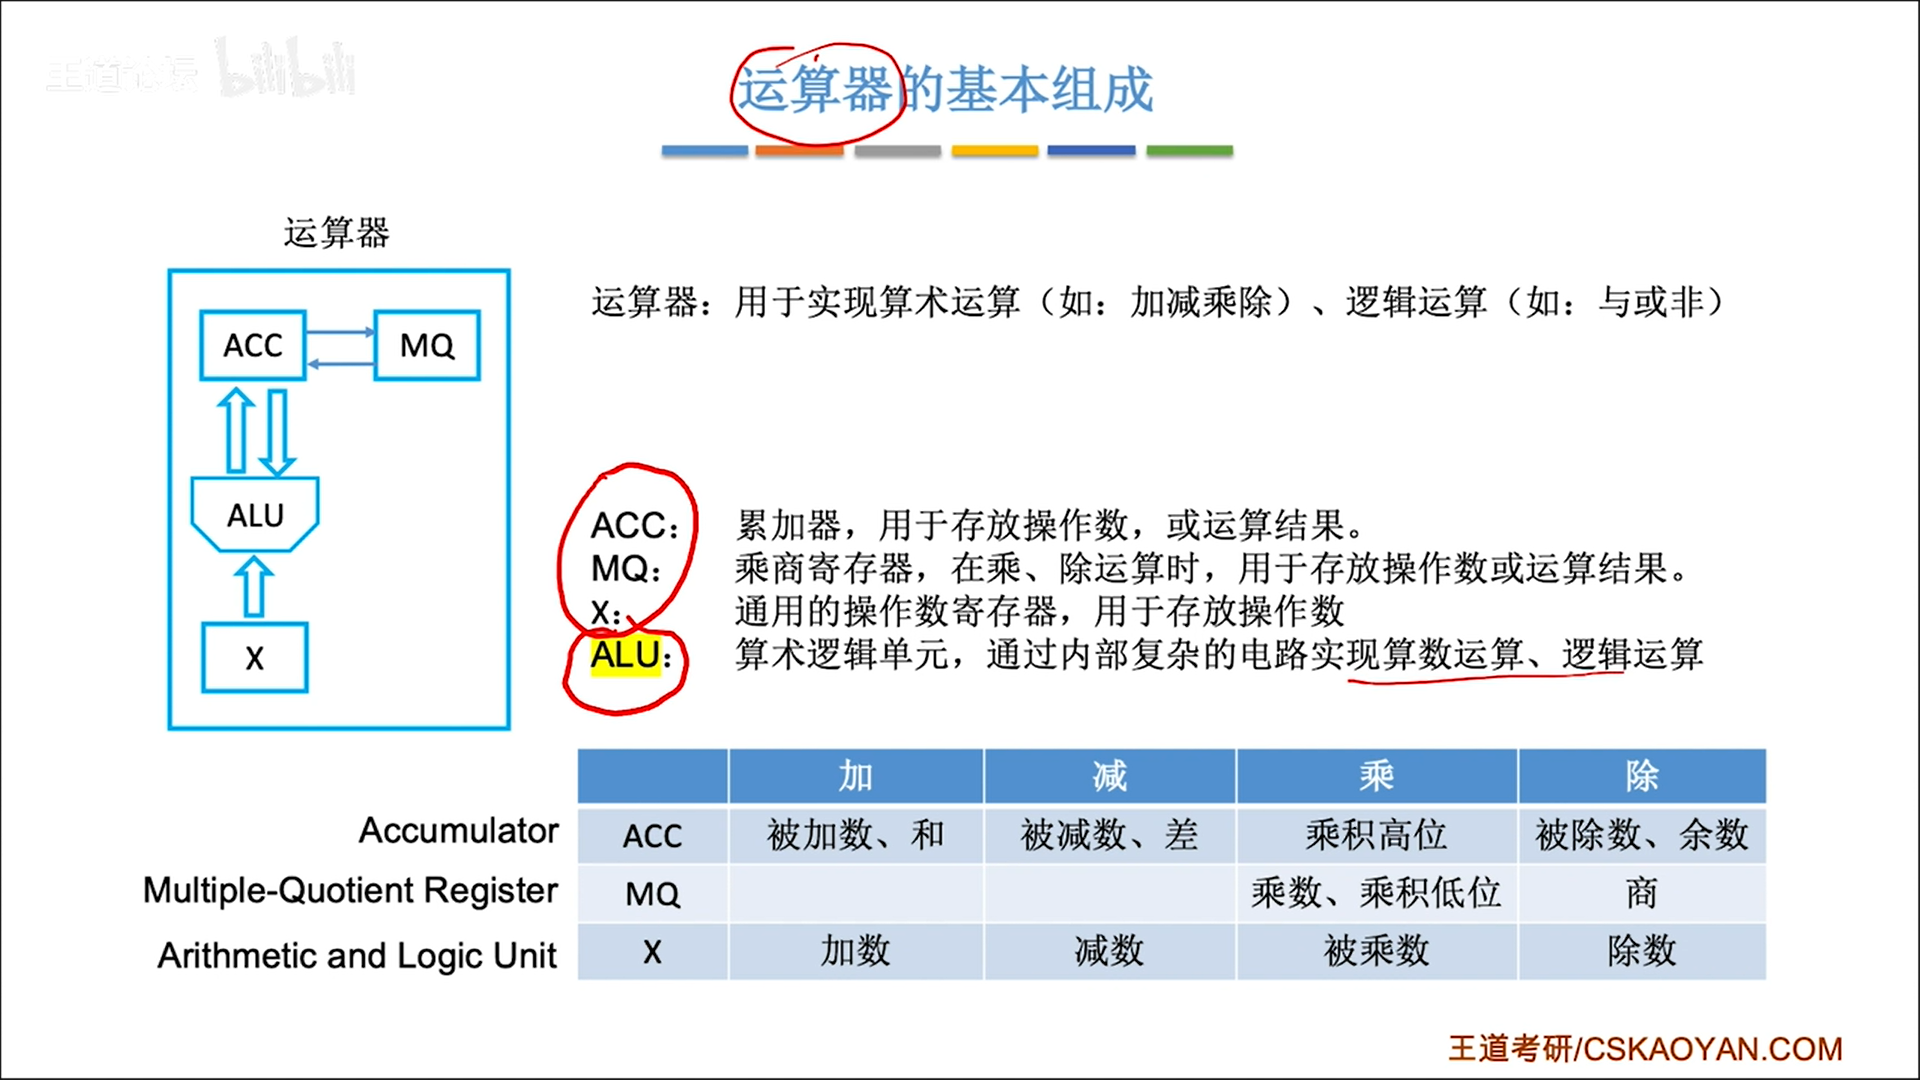 王道论坛 bilibili
运算器的基本组成
运算器
ACC MQ
ALU
X
运算器：用于实现算术运算（如：加减乘除）、逻辑运算（如：与或非）
ACC： 累加器，用于存放操作数，或运算结果。
MQ： 乘商寄存器，在乘、除运算时，用于存放操作数或运算结果。
X： 通用的操作数寄存器，用于存放操作数
ALU： 算术逻辑单元，通过内部复杂的电路实现算数运算、逻辑运算
加 减 乘 除
Accumulator ACC 被加数、和 被减数、差 乘积高位 被除数、余数
Multiple-Quotient Register MQ 乘数、乘积低位 商
Arithmetic and Logic Unit X 加数 减数 被乘数 除数
王道考研/CSKAOYAN.COM